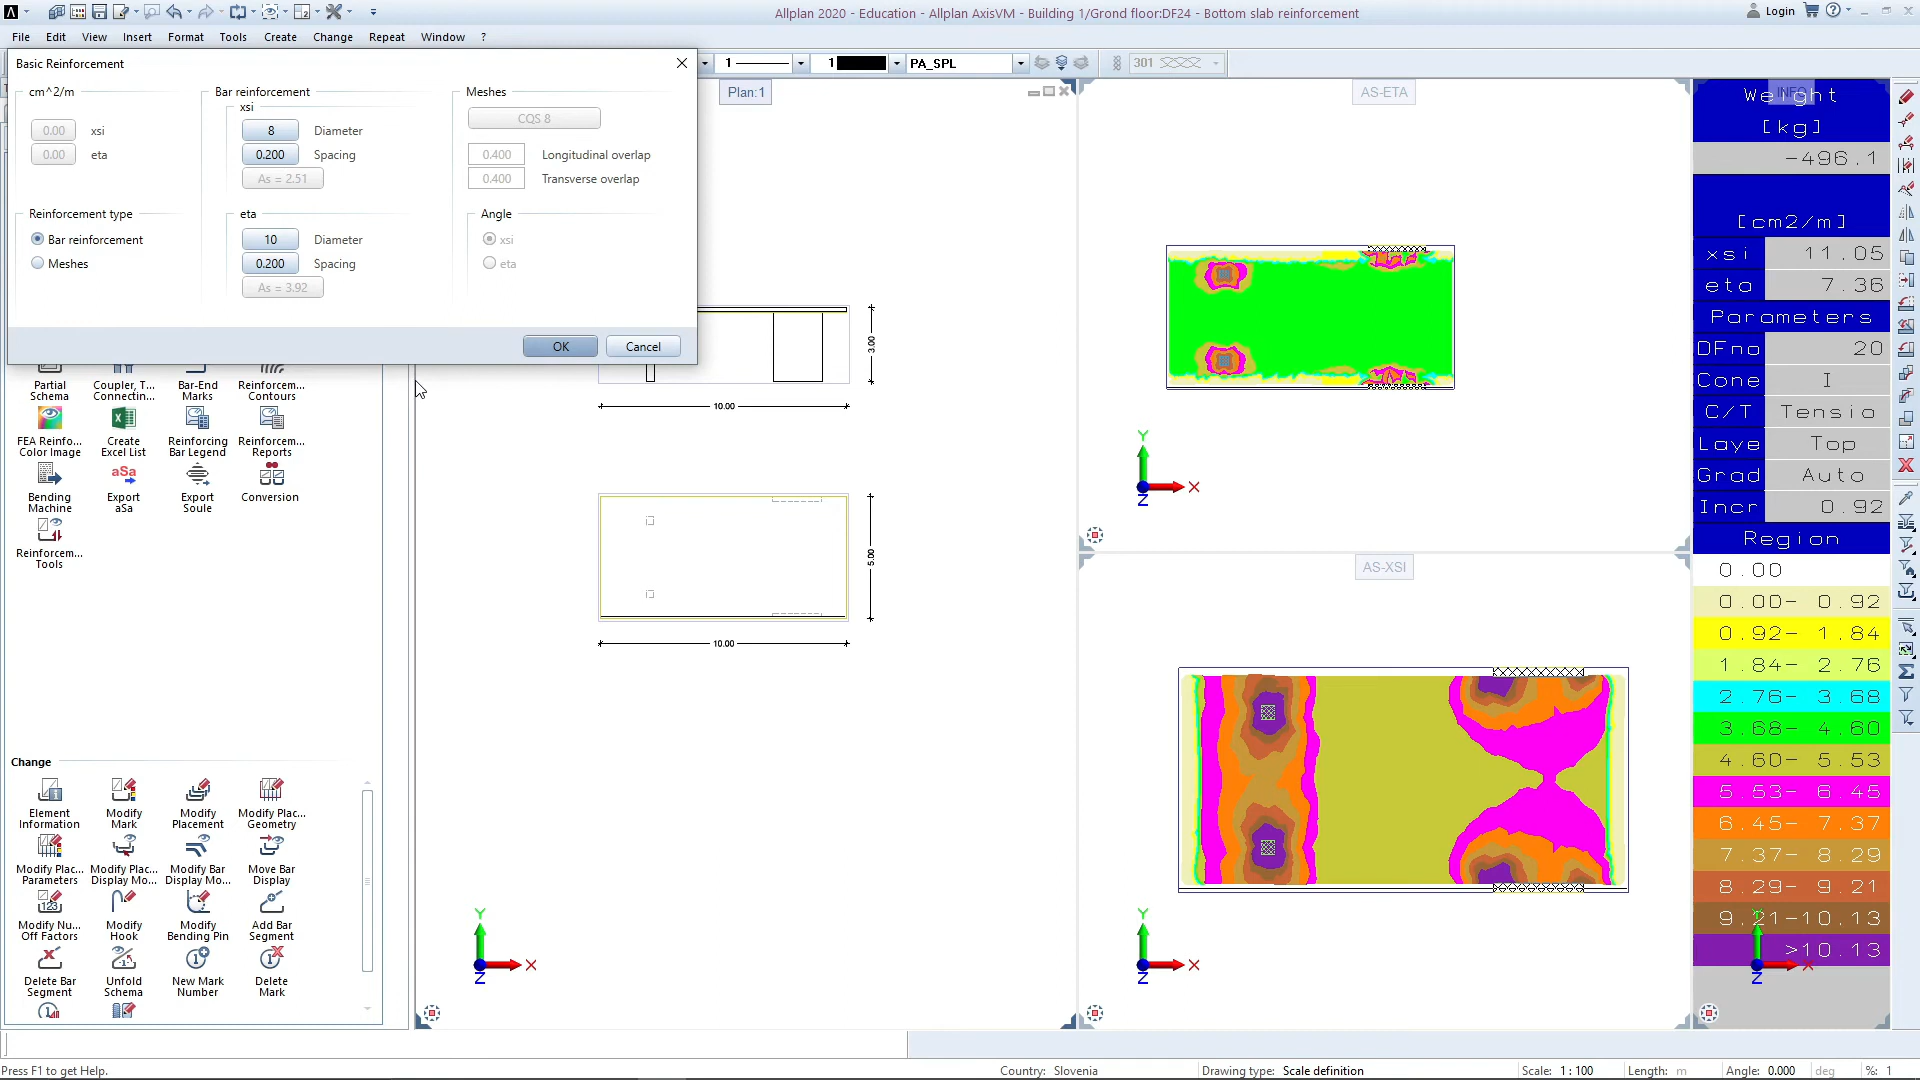 Allplan 2020 - Education - Allplan AxisVM - Building 1/Grond floor:DF24 - Bottom slab reinforcement
Login
File Edit View Insert Format Tools Create Change Repeat Window ?
Basic Reinforcement
1
1
PA_SPL
301
cm^2/m
0.00 xsi
0.00 eta
Reinforcement type
Bar reinforcement
Meshes
Bar reinforcement
xsi
8 Diameter
0.200 Spacing
As = 2.51
eta
10 Diameter
0.200 Spacing
As = 3.92
Meshes
CQS 8
0.400 Longitudinal overlap
0.400 Transverse overlap
Angle
xsi
eta
OK Cancel
Partial Schema
Coupler, T... Connectin...
Bar-End Marks
Reinforcem... Contours
FEA Reinfo... Color Image
Create Excel List
Reinforcing Bar Legend
Reinforcem... Reports
Bending Machine
aSa
Export aSa
Export Soule
Conversion
Reinforcem... Tools
Change
Element Information
Modify Mark
Modify Placement
Modify Plac... Geometry
Modify Plac... Parameters
Modify Plac... Display Mo...
Modify Bar Display Mo...
Move Bar Display
Modify Nu... Off Factors
Modify Hook
Modify Bending Pin
Add Bar Segment
Delete Bar Segment
Unfold Schema
New Mark Number
Delete Mark
Plan:1
3.00
10.00
5.00
10.00
Y
X
Z
AS-ETA
Y
X
Z
AS-XSI
Y
X
Z
INFO
Weight
[kg]
-496.1
[cm2/m]
xsi 11.05
eta 7.36
Parameters
DFno 20
Cone I
C/T Tensio
Laye Top
Grad Auto
Incr 0.92
Region
0.00
0.00- 0.92
0.92- 1.84
1.84- 2.76
2.76- 3.68
3.68- 4.60
4.60- 5.53
5.53- 6.45
6.45- 7.37
7.37- 8.29
8.29- 9.21
9.21-10.13
>10.13
Y
X
Z
Press F1 to get Help.
Country: Slovenia
Drawing type: Scale definition
Scale: 1 : 100
Length: m
Angle: 0.000 deg
%: 1